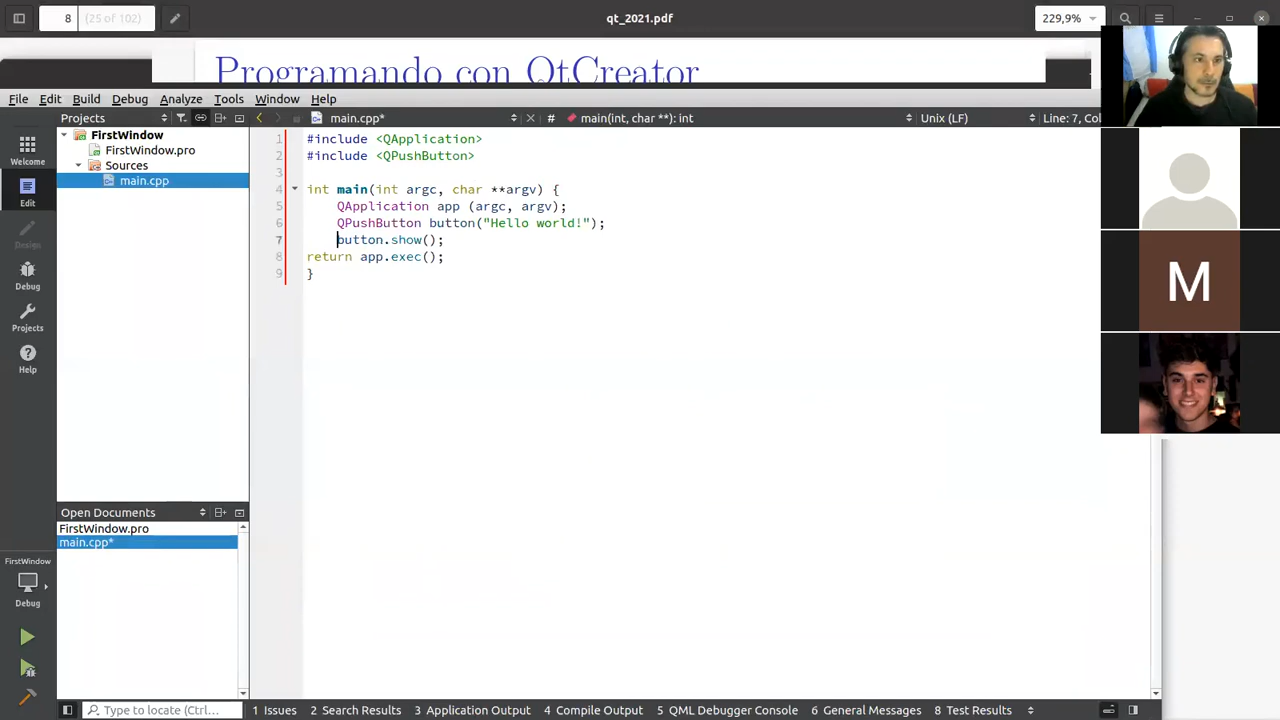 8 (25 of 102)
qt_2021.pdf
229,9%
Programando con QtCreator
File Edit Build Debug Analyze Tools Window Help
Projects
main.cpp*
#
main(int, char **): int
Unix (LF)
Line: 7, Co
Welcome
Edit
Design
Debug
Projects
Help
FirstWindow
FirstWindow.pro
Sources
main.cpp
1 #include <QApplication>
2 #include <QPushButton>
3
4 int main(int argc, char **argv) {
5 QApplication app (argc, argv);
6 QPushButton button("Hello world!");
7 button.show();
8 return app.exec();
9 }
M
Open Documents
FirstWindow.pro
main.cpp*
FirstWindow
Debug
Type to locate (Ctrl...
1 Issues
2 Search Results
3 Application Output
4 Compile Output
5 QML Debugger Console
6 General Messages
8 Test Results